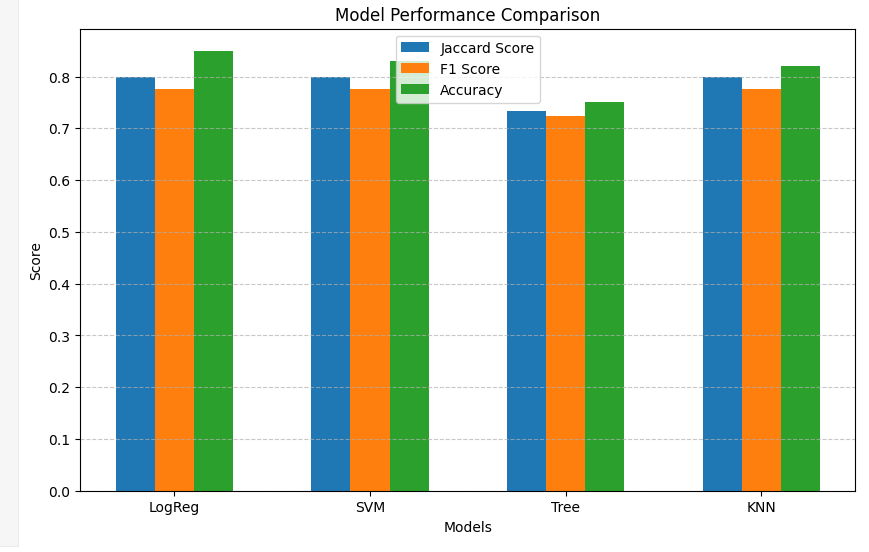 Model Performance Comparison
Jaccard Score
F1 Score
Accuracy
0.8
0.7
0.6
0.5
0.4
0.3
0.2
0.1
0.0
Score
LogReg SVM Tree KNN
Models